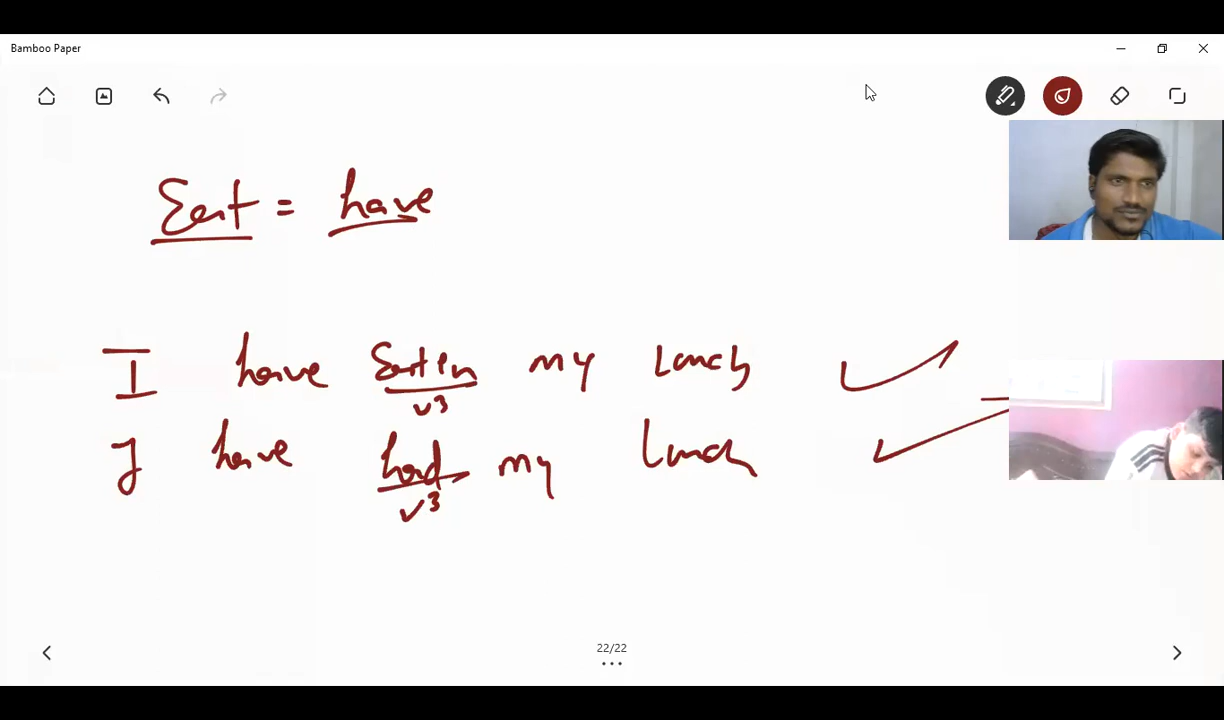 Bamboo Paper
Eat = have
I have Eaten my Lunch
v3
I have had my Lunch
v3
22/22